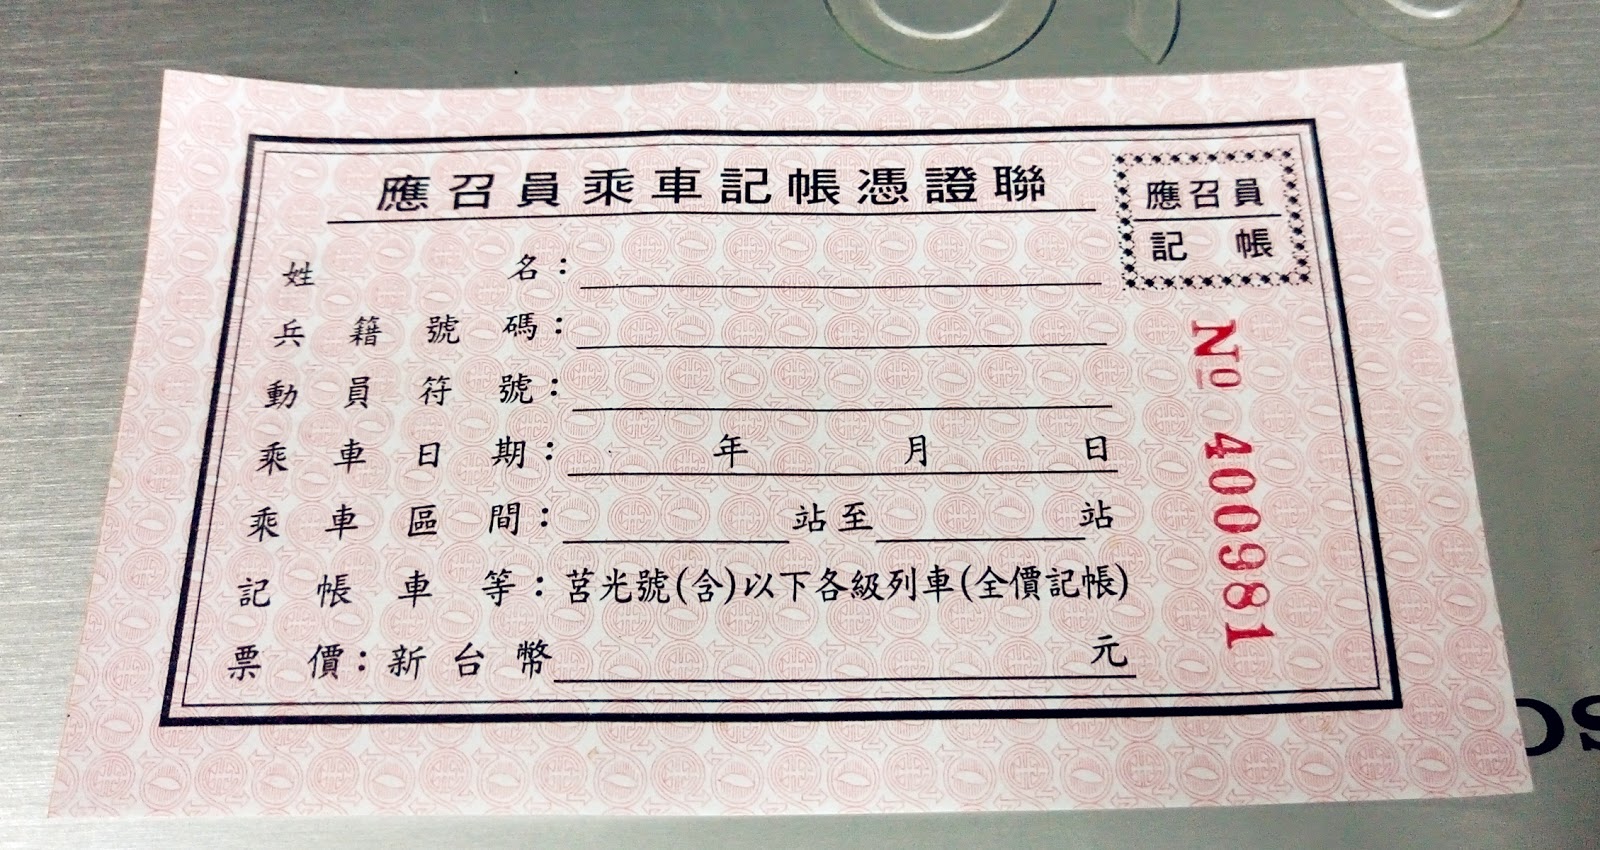 應召員乘車記帳憑證聯
應召員
記帳
姓名：
兵籍號碼：
動員符號：
乘車日期：　年　月　日
乘車區間：　站至　站
記帳車等：莒光號(含)以下各級列車(全價記帳)
票價：新台幣　元
Nº 400981